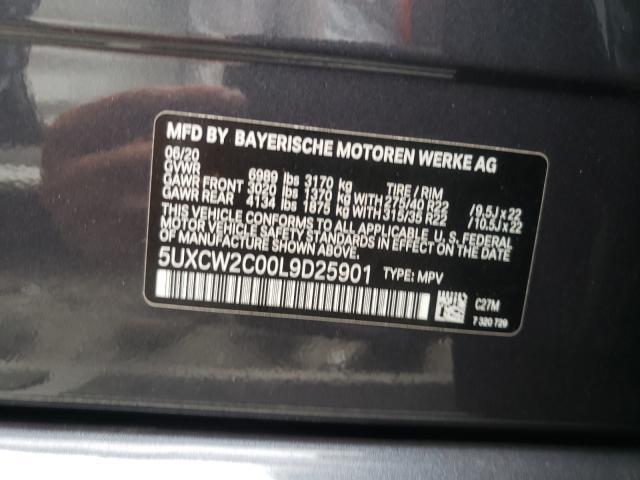 MFD BY BAYERISCHE MOTOREN WERKE AG
06/20
GVWR 6989 lbs 3170 kg TIRE / RIM
GAWR FRONT 3020 lbs 1370 kg WITH 275/40 R22 /9.5J x 22
GAWR REAR 4134 lbs 1875 kg WITH 315/35 R22 /10.5J x 22
THIS VEHICLE CONFORMS TO ALL APPLICABLE U.S. FEDERAL
MOTOR VEHICLE SAFETY STANDARDS IN EFFECT ON THE DATE
OF MANUFACTURE SHOWN ABOVE.
5UXCW2C00L9D25901 TYPE: MPV
C27M
7 320 729